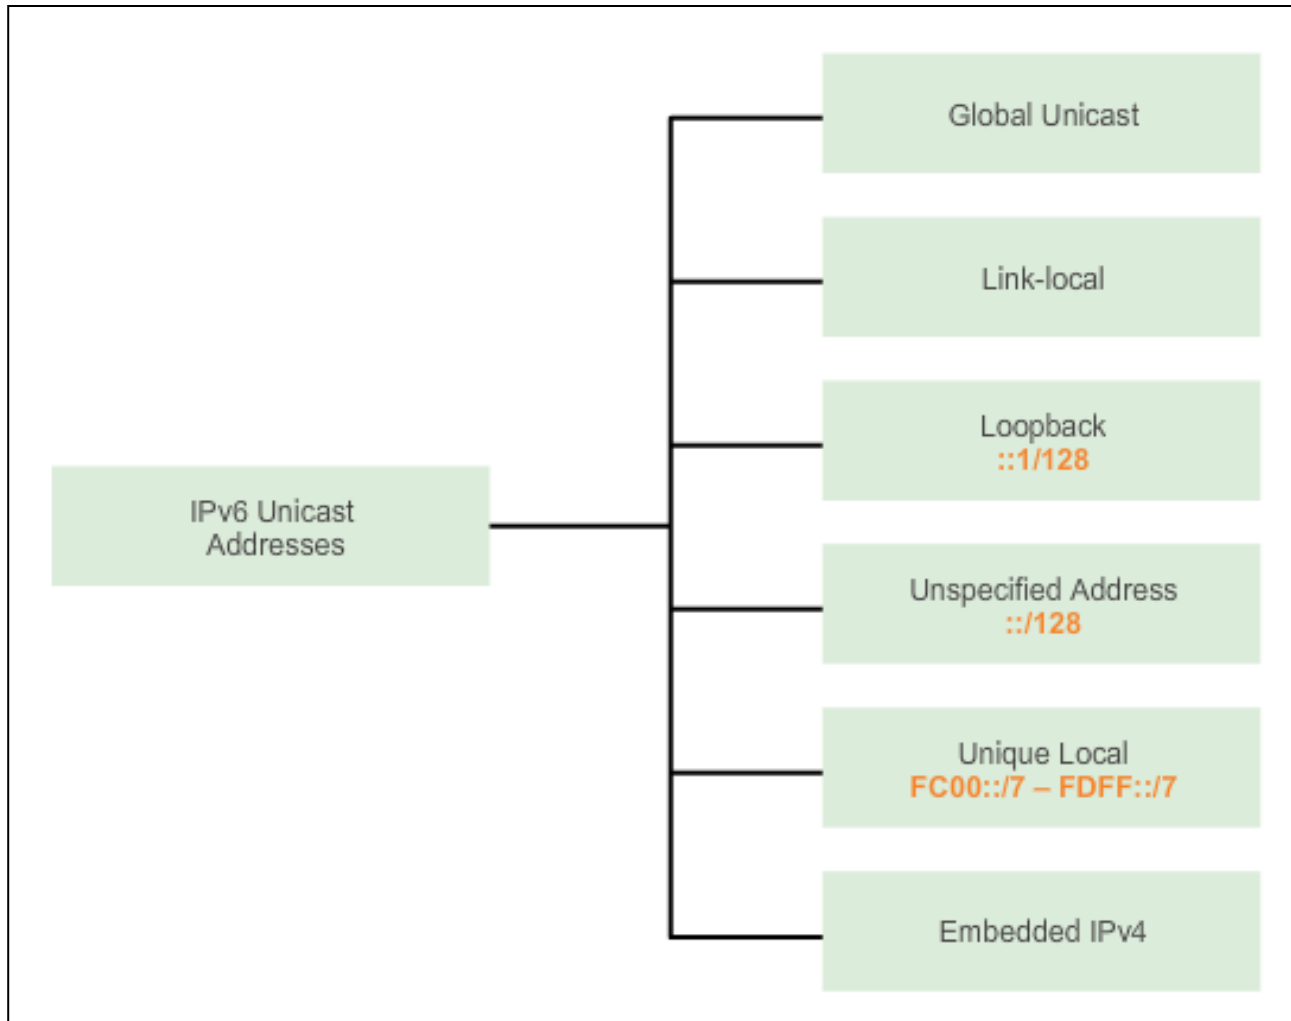 Global Unicast
Link-local
Loopback
::1/128
IPv6 Unicast
Addresses
Unspecified Address
::/128
Unique Local
FC00::/7 – FDFF::/7
Embedded IPv4